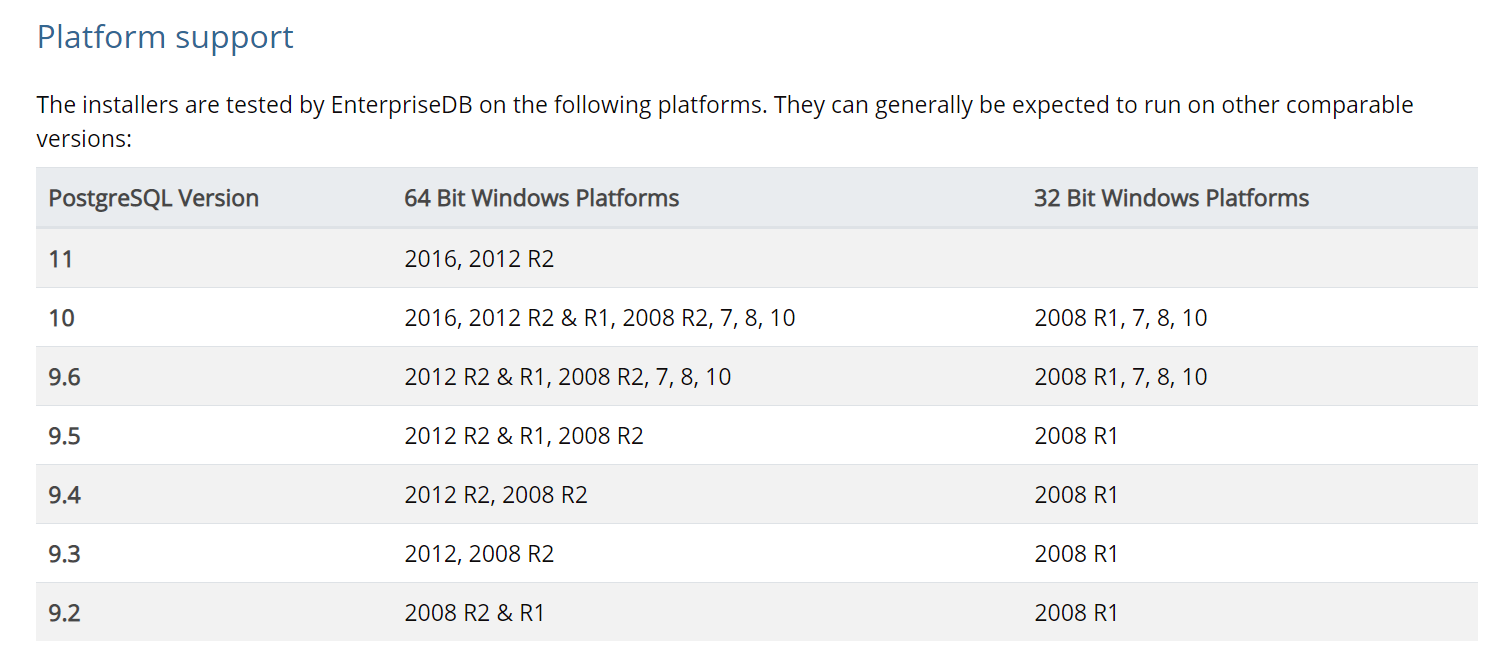 Platform support
The installers are tested by EnterpriseDB on the following platforms. They can generally be expected to run on other comparable
versions:
PostgreSQL Version 64 Bit Windows Platforms 32 Bit Windows Platforms
11 2016, 2012 R2
10 2016, 2012 R2 & R1, 2008 R2, 7, 8, 10 2008 R1, 7, 8, 10
9.6 2012 R2 & R1, 2008 R2, 7, 8, 10 2008 R1, 7, 8, 10
9.5 2012 R2 & R1, 2008 R2 2008 R1
9.4 2012 R2, 2008 R2 2008 R1
9.3 2012, 2008 R2 2008 R1
9.2 2008 R2 & R1 2008 R1